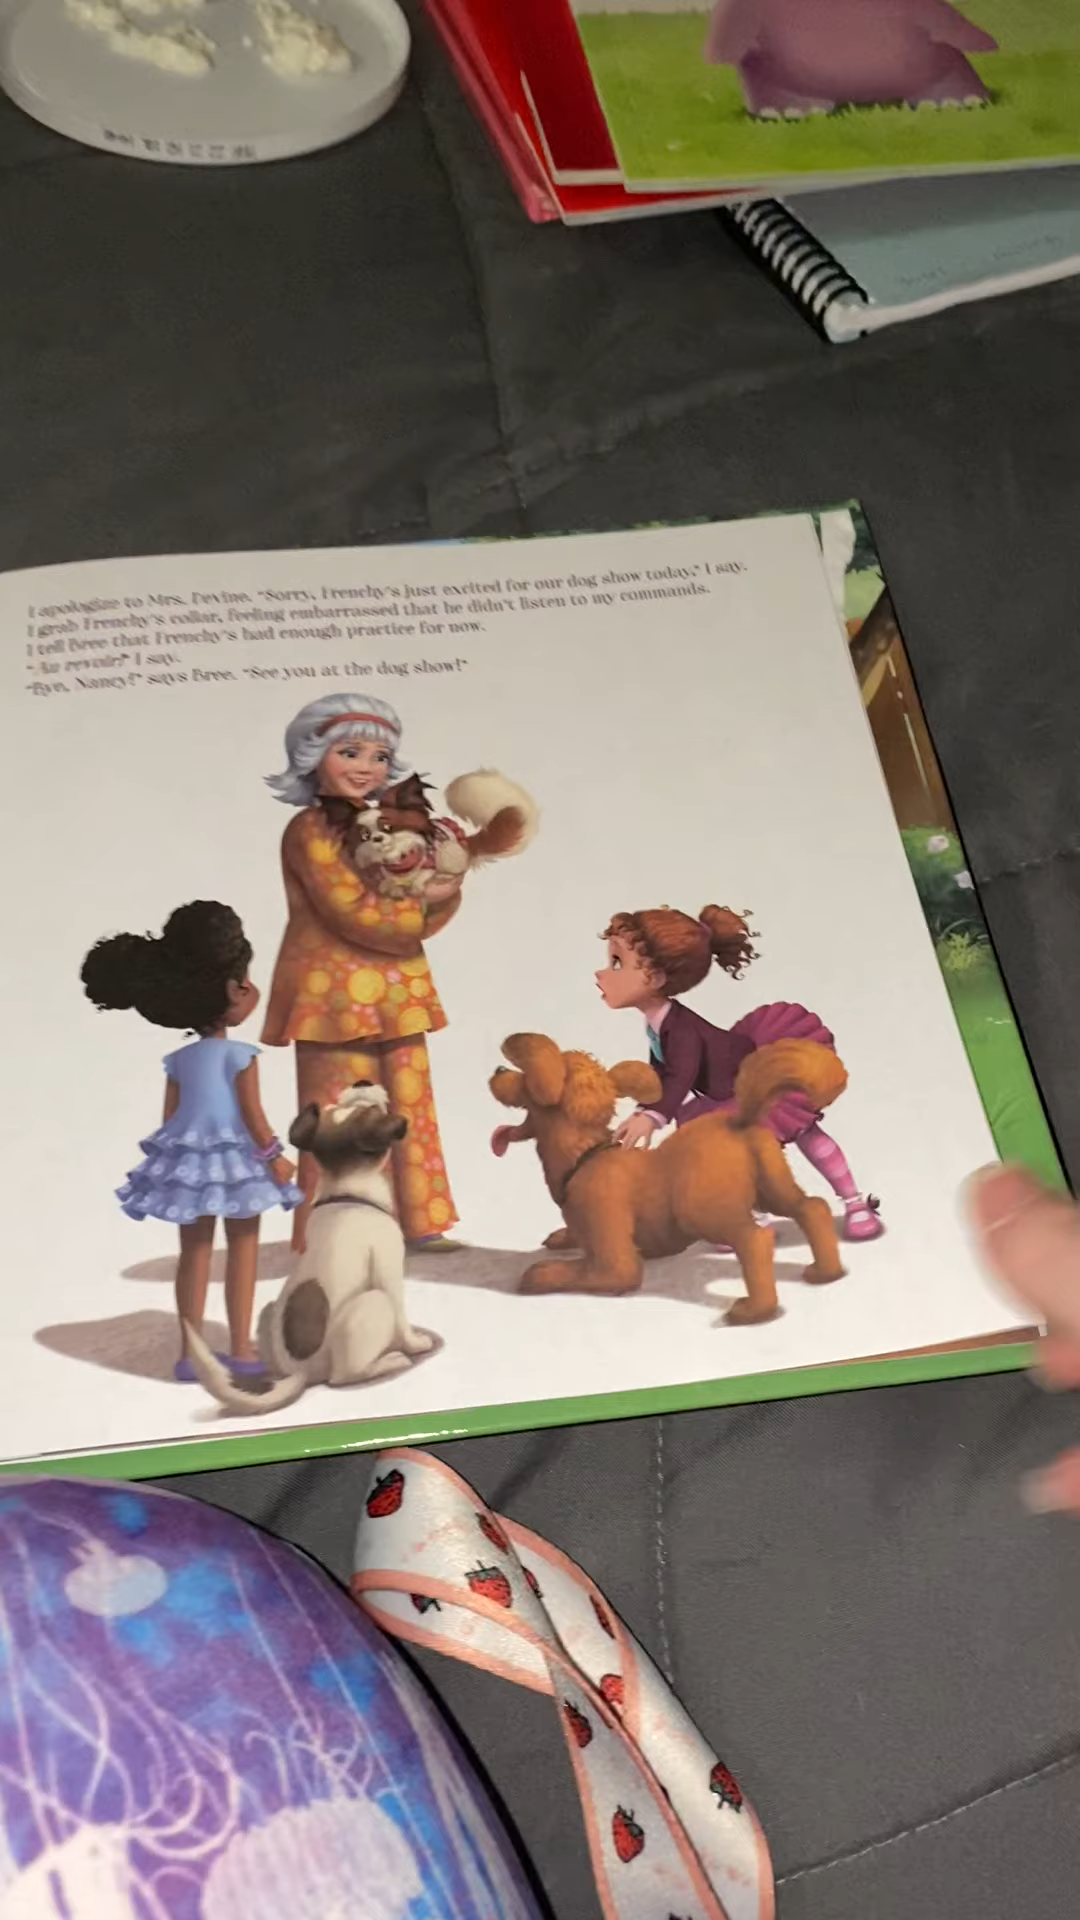 I apologize to Mrs. Devine. "Sorry, Frenchy's just excited for our dog show today," I say.
I grab Frenchy's collar, feeling embarrassed that he didn't listen to my commands.
I tell Bree that Frenchy's had enough practice for now.
"Au revoir!" I say.
"Bye, Nancy!" says Bree. "See you at the dog show!"